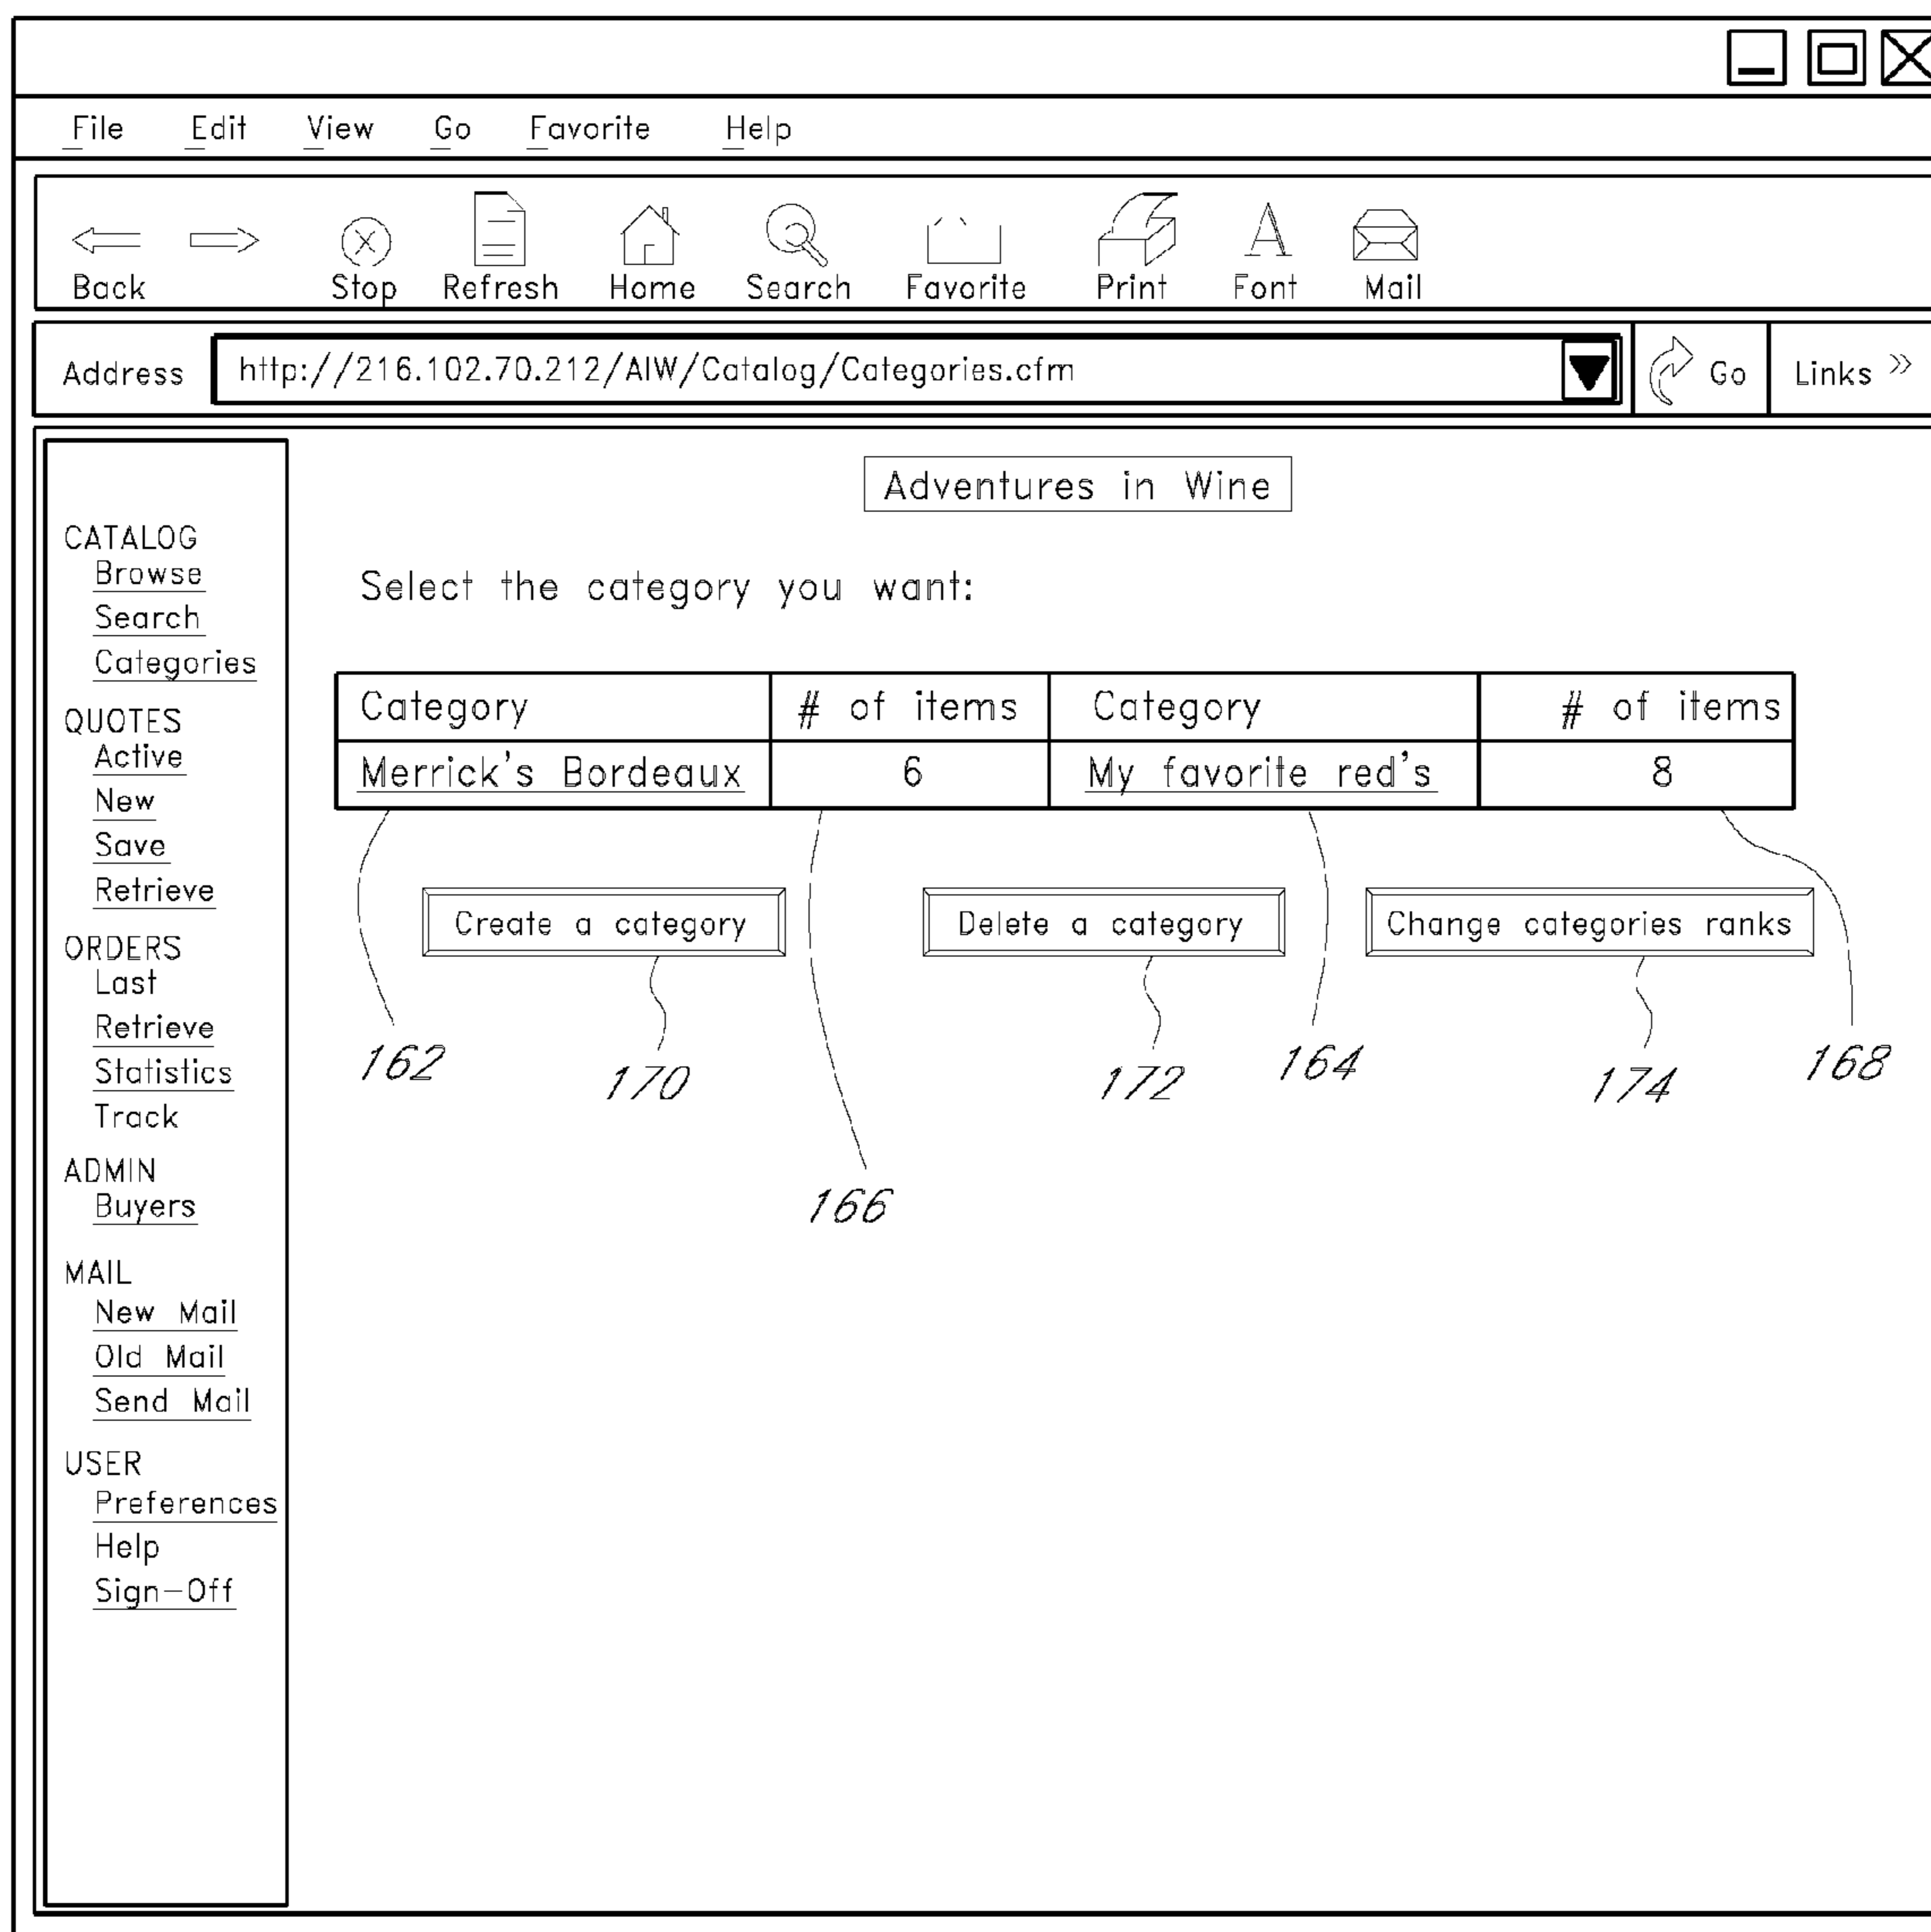 File Edit View Go Favorite Help
Back Stop Refresh Home Search Favorite Print Font Mail
Address http://216.102.70.212/AIW/Catalog/Categories.cfm Go Links »
Adventures in Wine
CATALOG
Browse
Search
Categories
QUOTES
Active
New
Save
Retrieve
ORDERS
Last
Retrieve
Statistics
Track
ADMIN
Buyers
MAIL
New Mail
Old Mail
Send Mail
USER
Preferences
Help
Sign-Off
Select the category you want:
Category # of items Category # of items
Merrick's Bordeaux 6 My favorite red's 8
Create a category Delete a category Change categories ranks
162 170 172 164 174 168
166